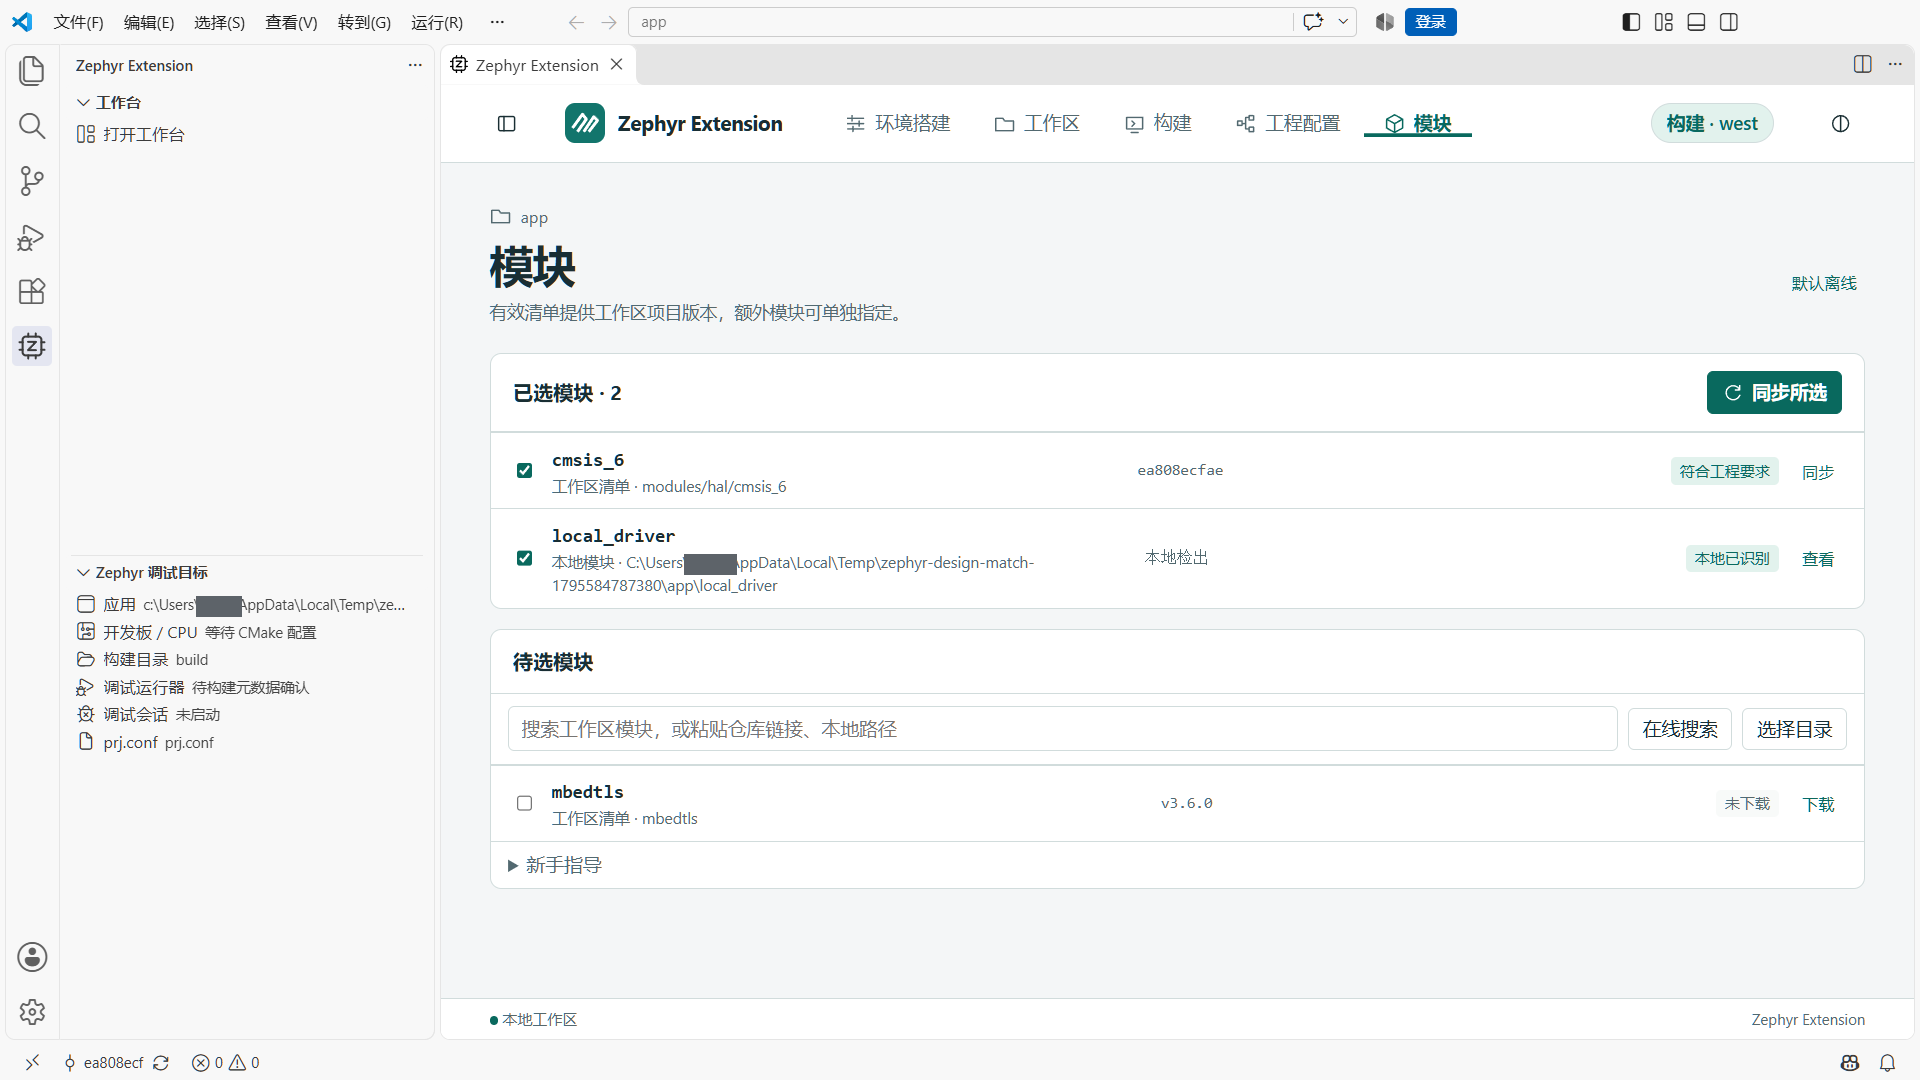 文件(F) 编辑(E) 选择(S) 查看(V) 转到(G) 运行(R) ···
app
登录
Zephyr Extension
工作台
打开工作台
Zephyr 调试目标
应用 c:\Users\ AppData\Local\Temp\ze...
开发板 / CPU 等待 CMake 配置
构建目录 build
调试运行器 待构建元数据确认
调试会话 未启动
prj.conf prj.conf
Zephyr Extension
Zephyr Extension
环境搭建
工作区
构建
工程配置
模块
构建 · west
app
模块
有效清单提供工作区项目版本，额外模块可单独指定。
默认离线
已选模块 · 2
同步所选
cmsis_6
工作区清单 · modules/hal/cmsis_6
ea808ecfae
符合工程要求
同步
local_driver
本地模块 · C:\Users\ ppData\Local\Temp\zephyr-design-match-
1795584787380\app\local_driver
本地检出
本地已识别
查看
待选模块
搜索工作区模块，或粘贴仓库链接、本地路径
在线搜索
选择目录
mbedtls
工作区清单 · mbedtls
v3.6.0
未下载
下载
新手指导
本地工作区
Zephyr Extension
ea808ecf
0 0